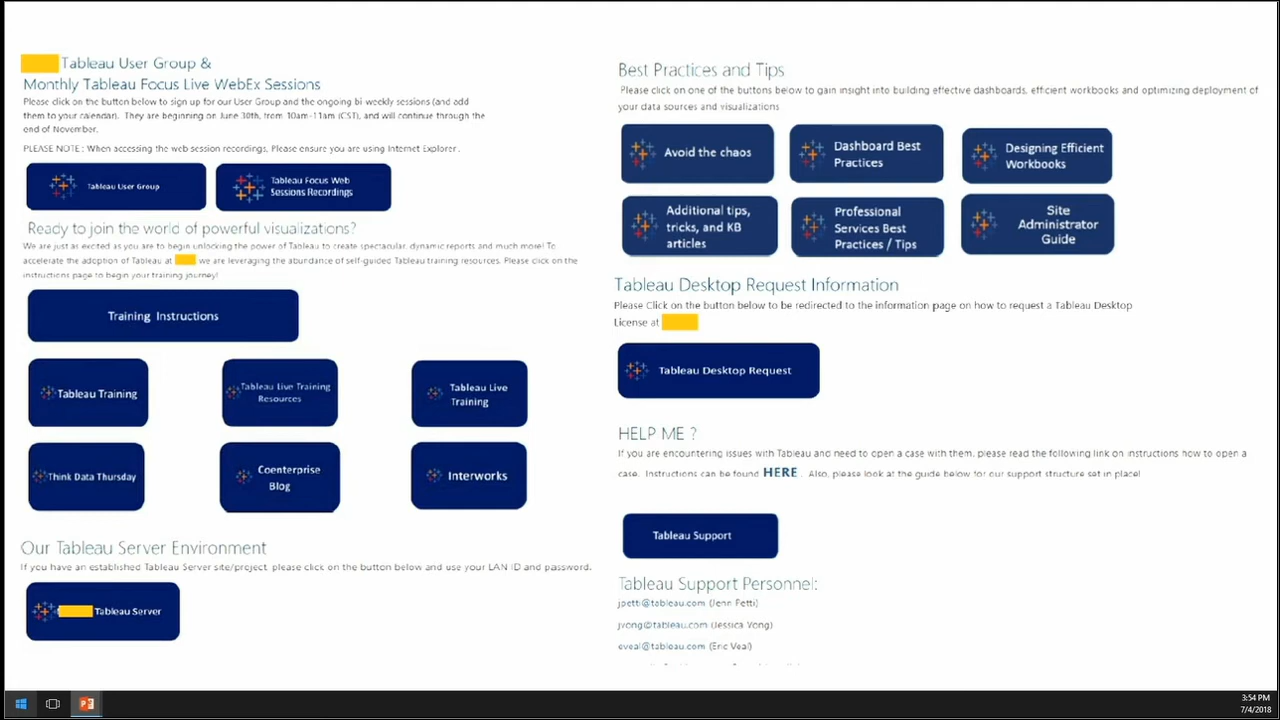 Tableau User Group &
Monthly Tableau Focus Live WebEx Sessions
Please click on the button below to sign up for our User Group and the ongoing bi weekly sessions (and add
them to your calendar). They are beginning on June 30th, from 10am-11am (CST), and will continue through the
end of November.
PLEASE NOTE : When accessing the web session recordings, Please ensure you are using Internet Explorer .
Tableau User Group
Tableau Focus Web
Sessions Recordings
Ready to join the world of powerful visualizations?
We are just as excited as you are to begin unlocking the power of Tableau to create spectacular, dynamic reports and much more! To
accelerate the adoption of Tableau at we are leveraging the abundance of self-guided Tableau training resources. Please click on the
instructions page to begin your training journey!
Training Instructions
Tableau Training
Tableau Live Training
Resources
Tableau Live
Training
Think Data Thursday
Coenterprise
Blog
Interworks
Our Tableau Server Environment
If you have an established Tableau Server site/project, please click on the button below and use your LAN ID and password.
Tableau Server
Best Practices and Tips
Please click on one of the buttons below to gain insight into building effective dashboards, efficient workbooks and optimizing deployment of
your data sources and visualizations
Avoid the chaos
Dashboard Best
Practices
Designing Efficient
Workbooks
Additional tips,
tricks, and KB
articles
Professional
Services Best
Practices / Tips
Site
Administrator
Guide
Tableau Desktop Request Information
Please Click on the button below to be redirected to the information page on how to request a Tableau Desktop
License at
Tableau Desktop Request
HELP ME ?
If you are encountering issues with Tableau and need to open a case with them, please read the following link on instructions how to open a
case. Instructions can be found HERE . Also, please look at the guide below for our support structure set in place!
Tableau Support
Tableau Support Personnel:
jpetti@tableau.com (Jenn Petti)
jvong@tableau.com (Jessica Vong)
eveal@tableau.com (Eric Veal)
3:54 PM
7/4/2018